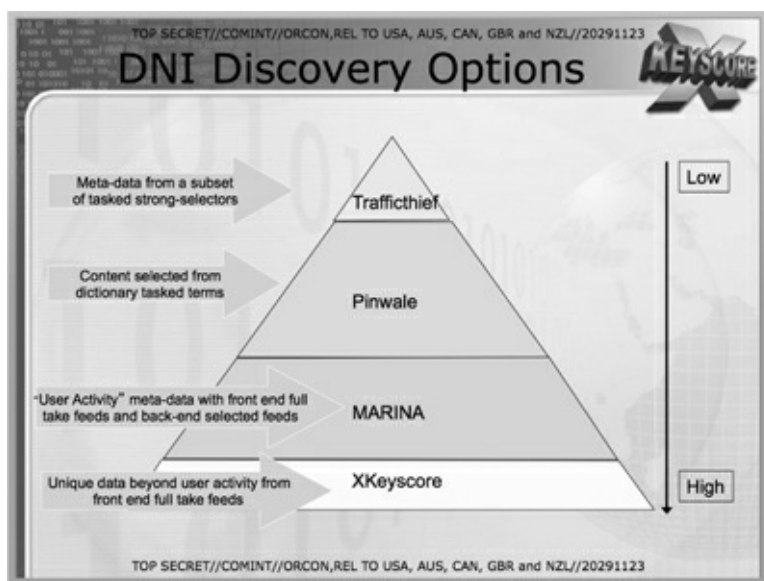 TOP SECRET//COMINT//ORCON,REL TO USA, AUS, CAN, GBR and NZL//20291123
DNI Discovery Options
X
KEYSCORE
Meta-data from a subset
of tasked strong-selectors
Trafficthief
Low
Content selected from
dictionary tasked terms
Pinwale
"User Activity" meta-data with front end full
take feeds and back-end selected feeds
MARINA
Unique data beyond user activity from
front end full take feeds
XKeyscore
High
TOP SECRET//COMINT//ORCON,REL TO USA, AUS, CAN, GBR and NZL//20291123